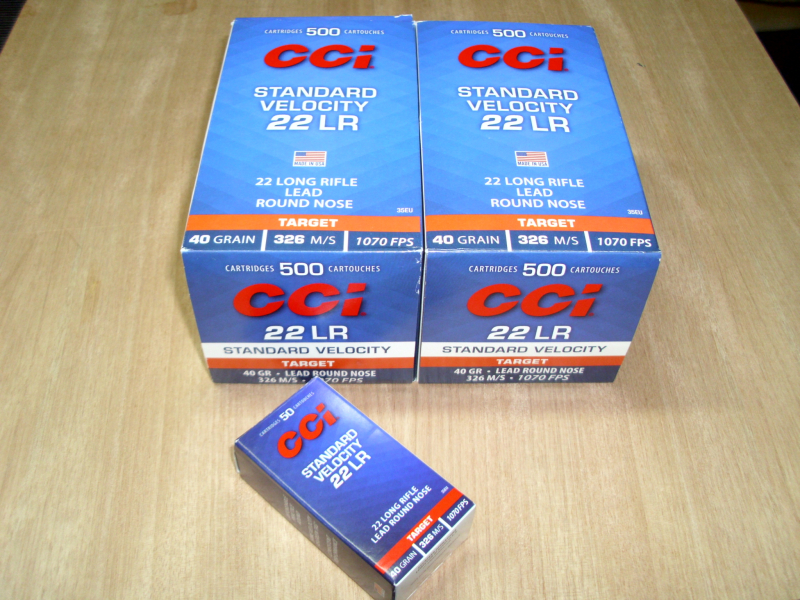 CARTRIDGES 500 CARTOUCHES
CCi
STANDARD
VELOCITY
22 LR
MADE IN USA
22 LONG RIFLE
LEAD
ROUND NOSE
35EU
TARGET
40 GRAIN 326 M/S 1070 FPS
CARTRIDGES 500 CARTOUCHES
CCi
22 LR
STANDARD VELOCITY
TARGET
40 GR • LEAD ROUND NOSE
326 M/S • 1070 FPS
CARTRIDGES 500 CARTOUCHES
CCi
STANDARD
VELOCITY
22 LR
MADE IN USA
22 LONG RIFLE
LEAD
ROUND NOSE
35EU
TARGET
40 GRAIN 326 M/S 1070 FPS
CARTRIDGES 500 CARTOUCHES
CCi
22 LR
STANDARD VELOCITY
TARGET
40 GR • LEAD ROUND NOSE
326 M/S • 1070 FPS
CARTRIDGES 50 CARTOUCHES
CCi
STANDARD
VELOCITY
22 LR
22 LONG RIFLE
LEAD ROUND NOSE
TARGET
40 GRAIN 326 M/S 1070 FPS